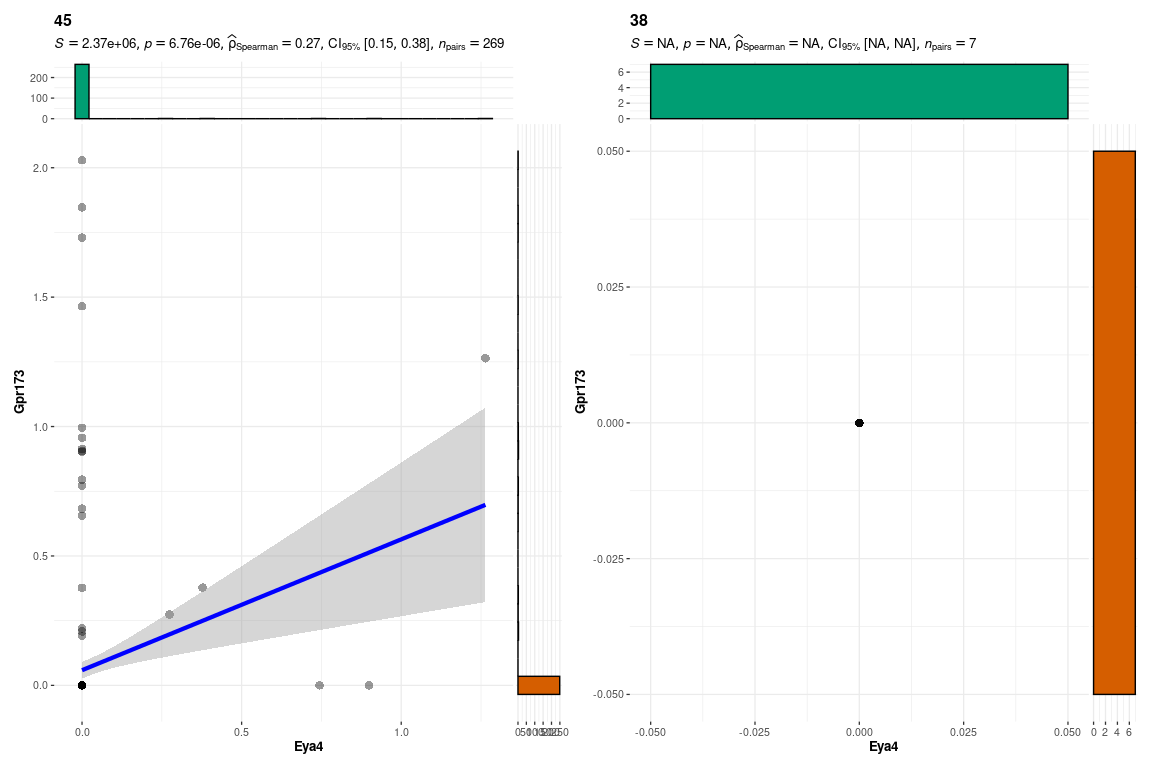 45
S = 2.37e+06, p = 6.76e-06, ρ̂Spearman = 0.27, CI95% [0.15, 0.38], npairs = 269
200
100
0
2.0
1.5
1.0
0.5
0.0
Gpr173
0.0 0.5 1.0
Eya4
38
S = NA, p = NA, ρ̂Spearman = NA, CI95% [NA, NA], npairs = 7
6
4
2
0
0.050
0.025
0.000
-0.025
-0.050
Gpr173
-0.050 -0.025 0.000 0.025 0.050 0 2 4 6
Eya4